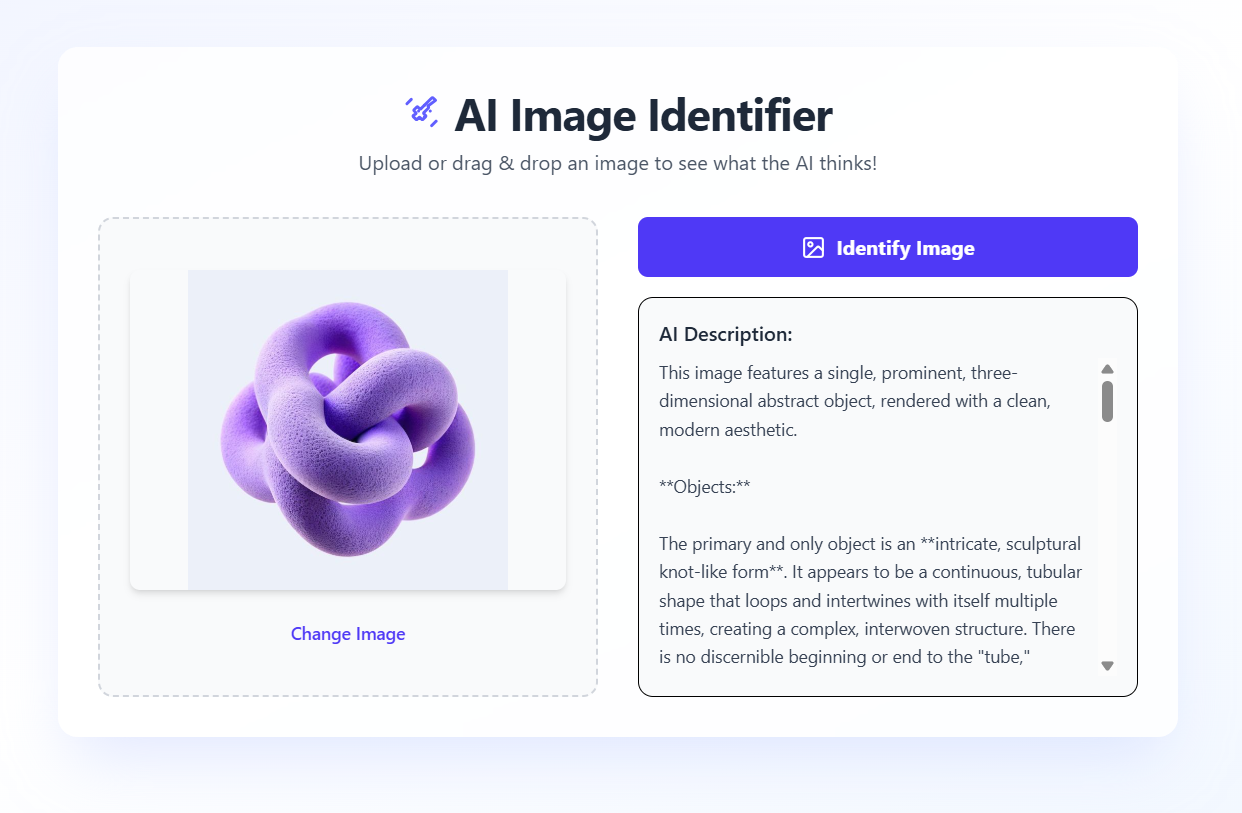 AI Image Identifier
Upload or drag & drop an image to see what the AI thinks!
Change Image
Identify Image
AI Description:
This image features a single, prominent, three-
dimensional abstract object, rendered with a clean,
modern aesthetic.
**Objects:**
The primary and only object is an **intricate, sculptural
knot-like form**. It appears to be a continuous, tubular
shape that loops and intertwines with itself multiple
times, creating a complex, interwoven structure. There
is no discernible beginning or end to the "tube,"